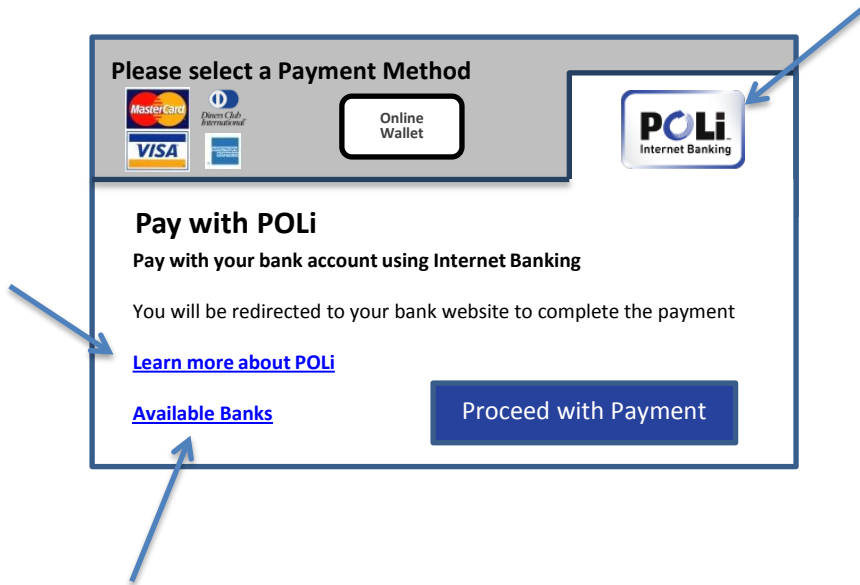 Please select a Payment Method
MasterCard
Diners Club
International
VISA
Online
Wallet
POLi
Internet Banking
Pay with POLi
Pay with your bank account using Internet Banking
You will be redirected to your bank website to complete the payment
Learn more about POLi
Available Banks
Proceed with Payment